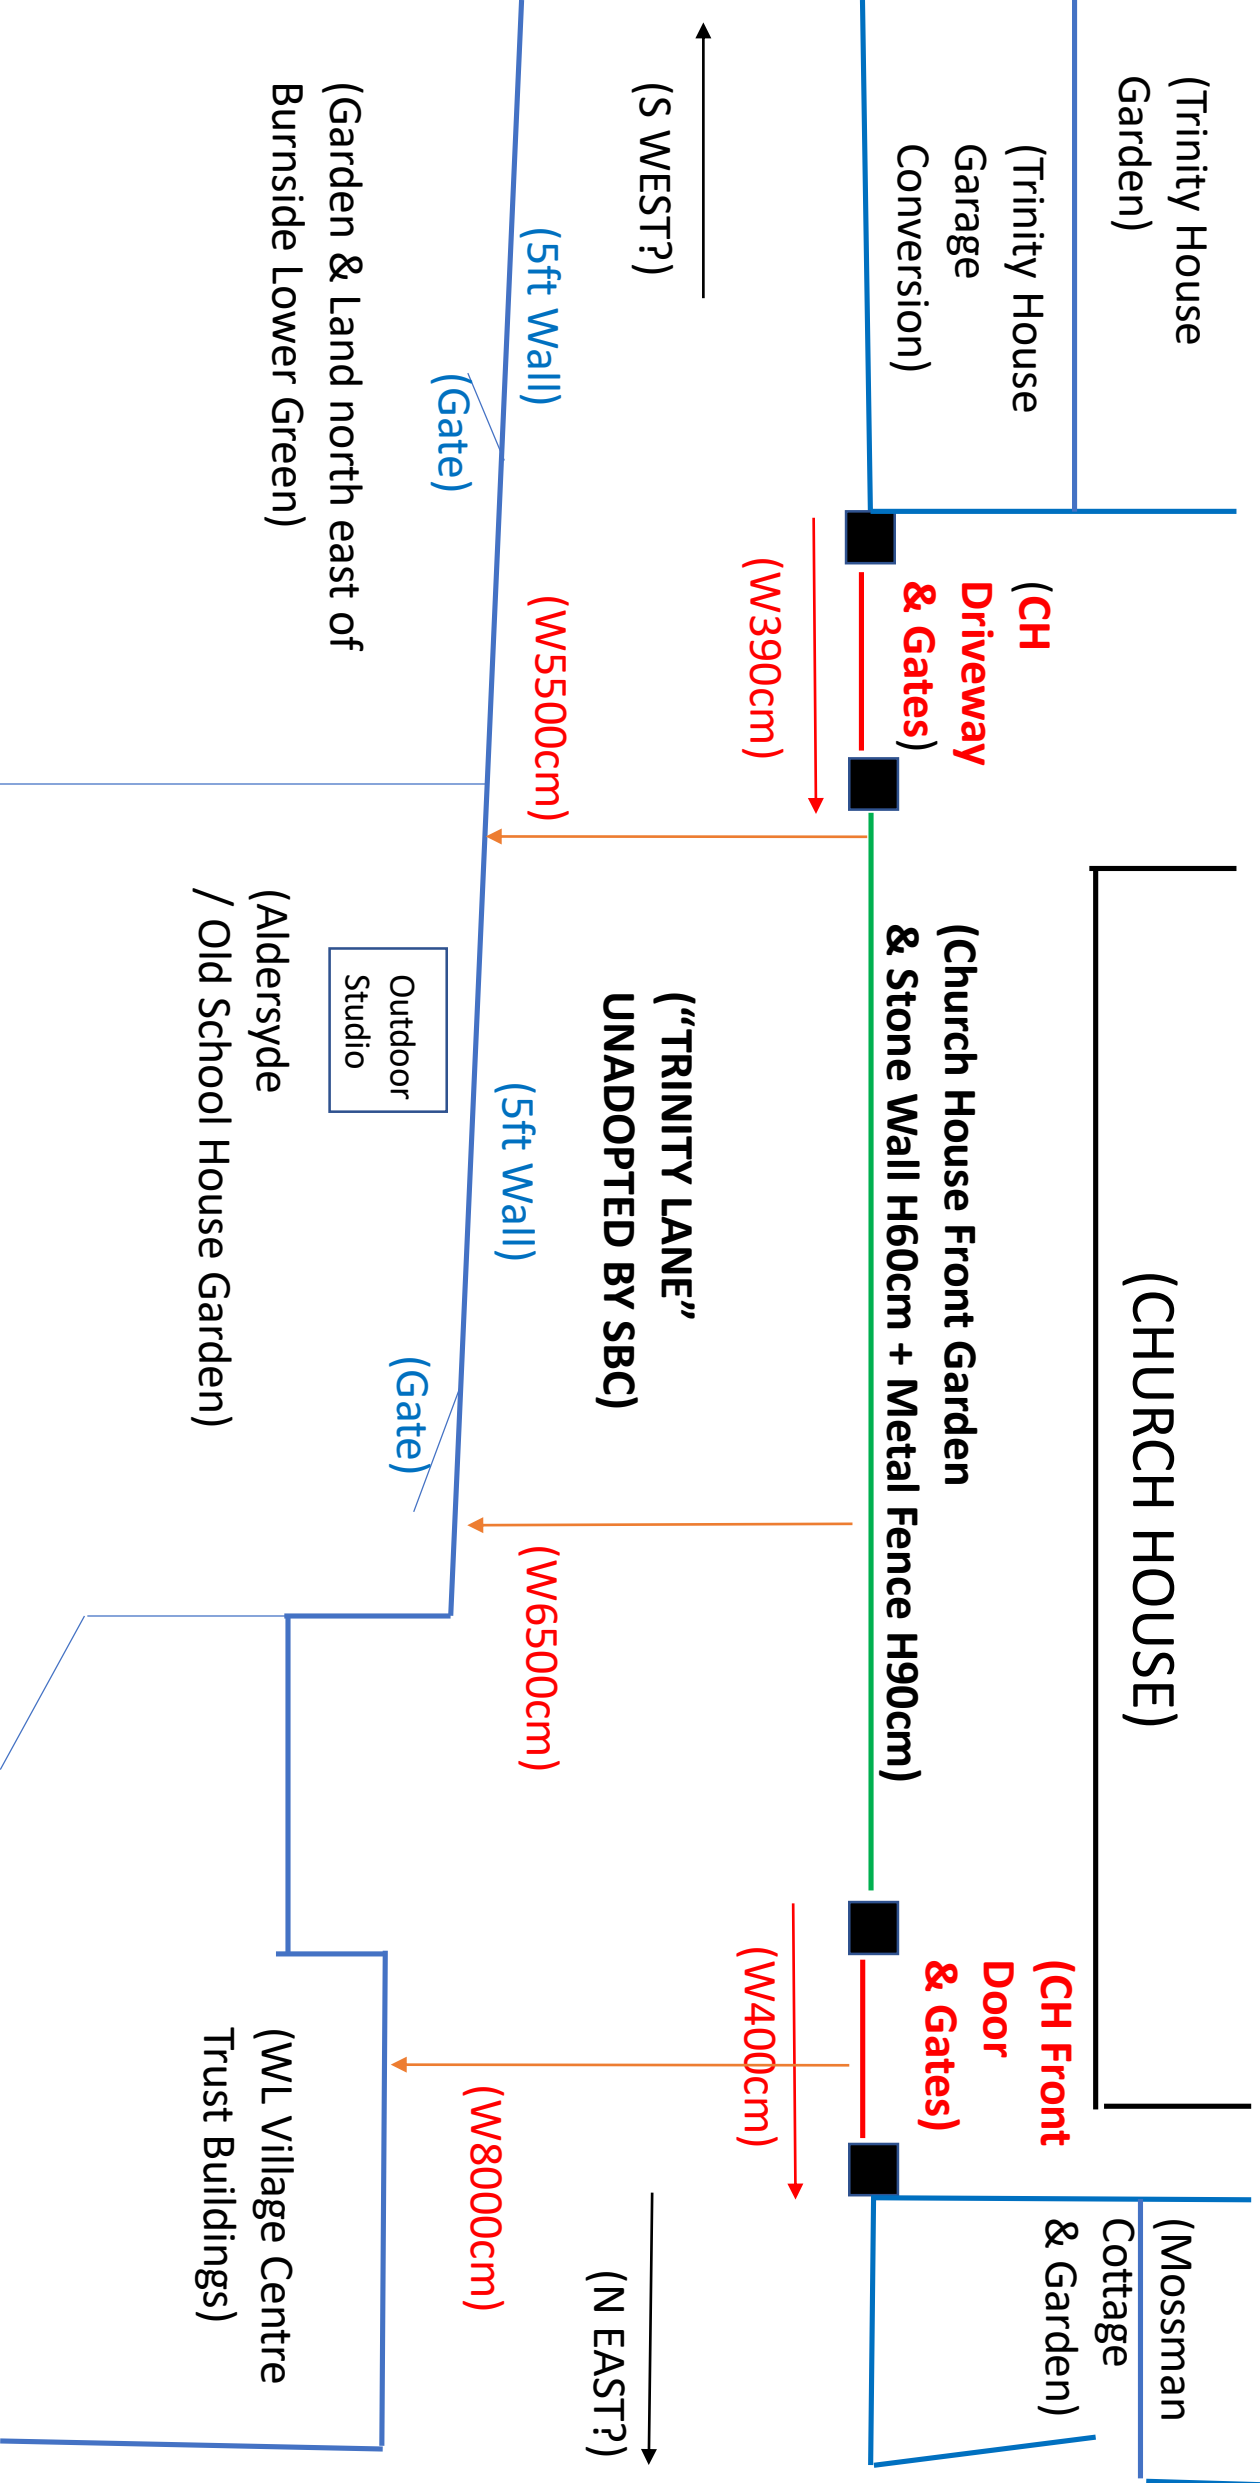 (Trinity House
Garden)
(Trinity House
Garage
Conversion)
(CH
Driveway
& Gates)
(CHURCH HOUSE)
(Church House Front Garden
& Stone Wall H60cm + Metal Fence H90cm)
(CH Front
Door
& Gates)
(Mossman
Cottage
& Garden)
(W390cm)
(W400cm)
(S WEST?)
("TRINITY LANE”
UNADOPTED BY SBC)
(N EAST?)
(5ft Wall)
(W5500cm)
(5ft Wall)
(W6500cm)
(W8000cm)
(Gate)
(Gate)
(Garden & Land north east of
Burnside Lower Green)
Outdoor
Studio
(Aldersyde
/ Old School House Garden)
(WL Village Centre
Trust Buildings)